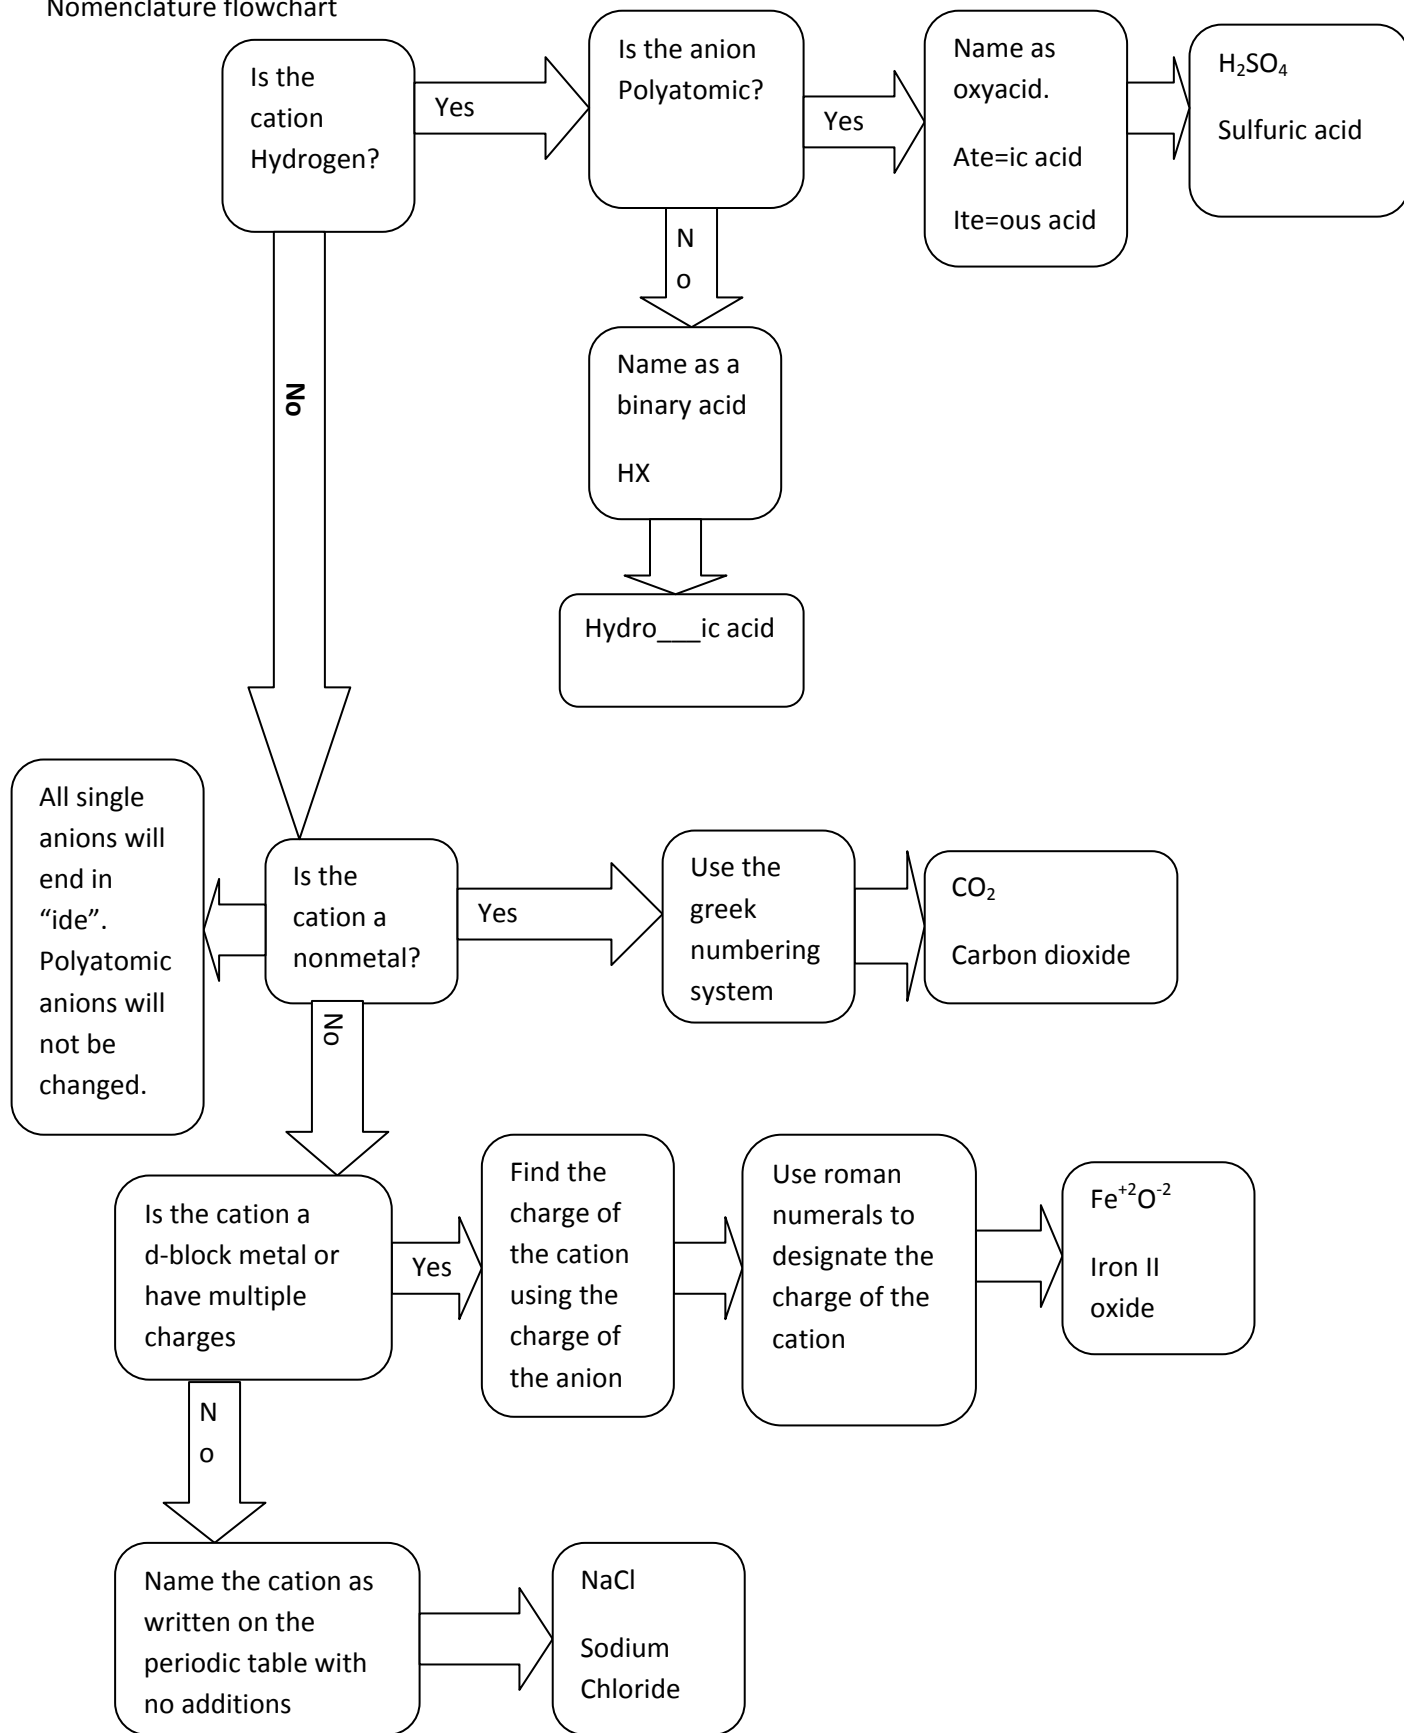 Nomenclature flowchart
Is the
cation
Hydrogen?
Yes
Is the anion
Polyatomic?
Yes
Name as
oxyacid.
Ate=ic acid
Ite=ous acid
H₂SO₄
Sulfuric acid
N
o
Name as a
binary acid
HX
Hydro___ic acid
No
All single
anions will
end in
“ide”.
Polyatomic
anions will
not be
changed.
Is the
cation a
nonmetal?
Yes
Use the
greek
numbering
system
CO₂
Carbon dioxide
No
Is the cation a
d-block metal or
have multiple
charges
Yes
Find the
charge of
the cation
using the
charge of
the anion
Use roman
numerals to
designate the
charge of the
cation
Fe⁺²O⁻²
Iron II
oxide
N
o
Name the cation as
written on the
periodic table with
no additions
NaCl
Sodium
Chloride